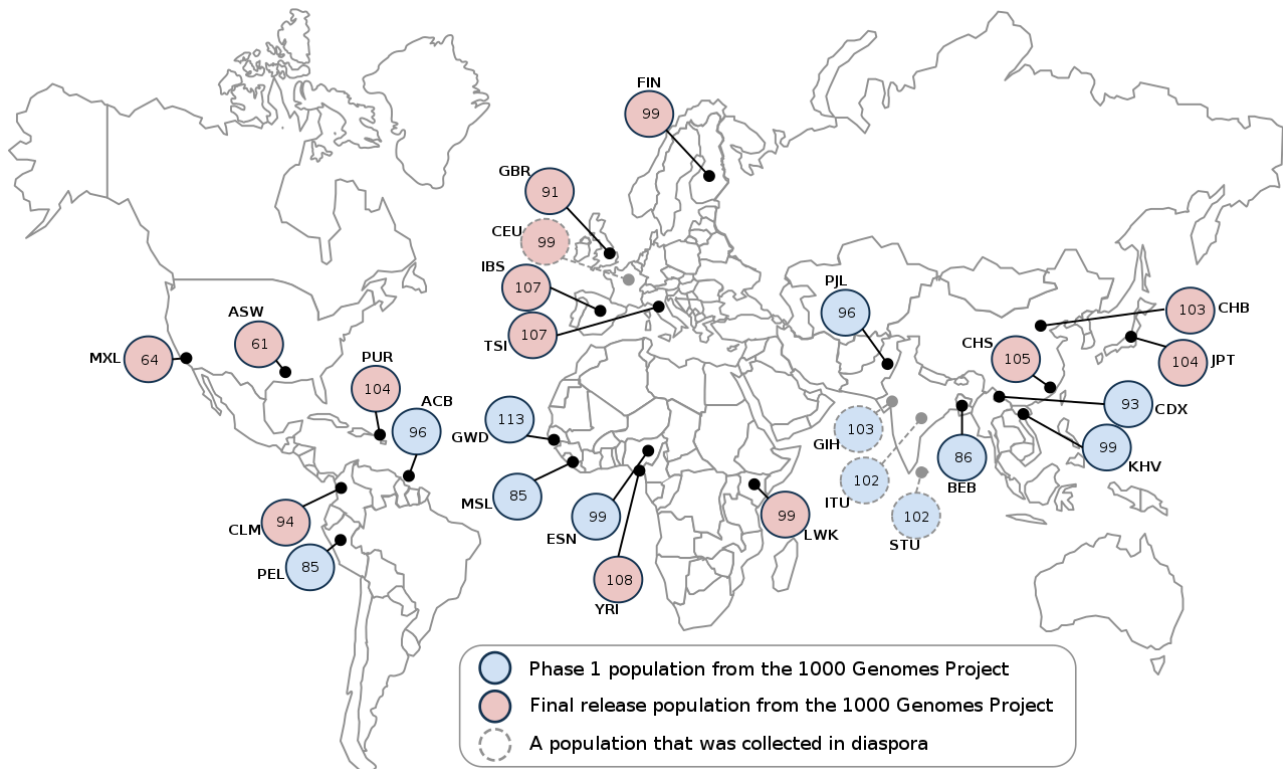 FIN
99
GBR
91
CEU
99
IBS
107
TSI
107
PJL
96
CHB
103
CHS
105
JPT
104
CDX
93
KHV
99
ASW
61
MXL
64
PUR
104
ACB
96
GWD
113
MSL
85
ESN
99
YRI
108
LWK
99
GIH
103
ITU
102
STU
102
BEB
86
CLM
94
PEL
85
Phase 1 population from the 1000 Genomes Project
Final release population from the 1000 Genomes Project
A population that was collected in diaspora